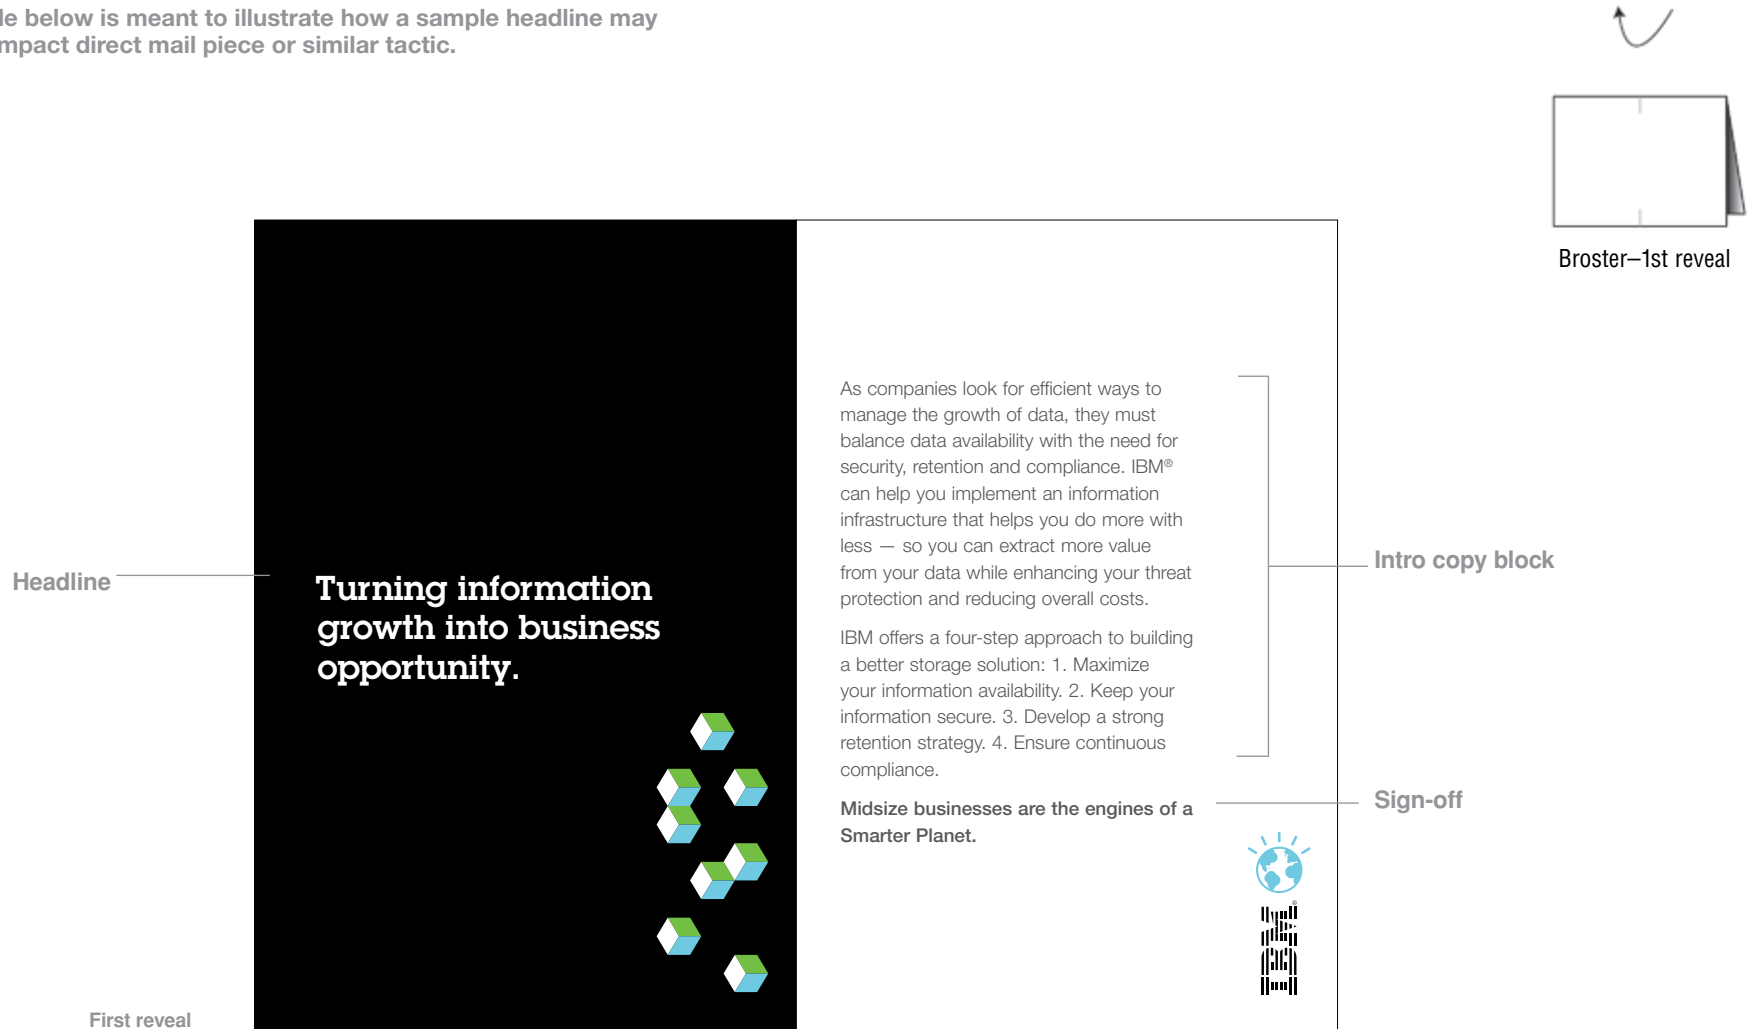 le below is meant to illustrate how a sample headline may
mpact direct mail piece or similar tactic.
Broster–1st reveal
Headline
Turning information
growth into business
opportunity.
As companies look for efficient ways to
manage the growth of data, they must
balance data availability with the need for
security, retention and compliance. IBM®
can help you implement an information
infrastructure that helps you do more with
less — so you can extract more value
from your data while enhancing your threat
protection and reducing overall costs.
IBM offers a four-step approach to building
a better storage solution: 1. Maximize
your information availability. 2. Keep your
information secure. 3. Develop a strong
retention strategy. 4. Ensure continuous
compliance.
Midsize businesses are the engines of a
Smarter Planet.
Intro copy block
Sign-off
IBM®
First reveal